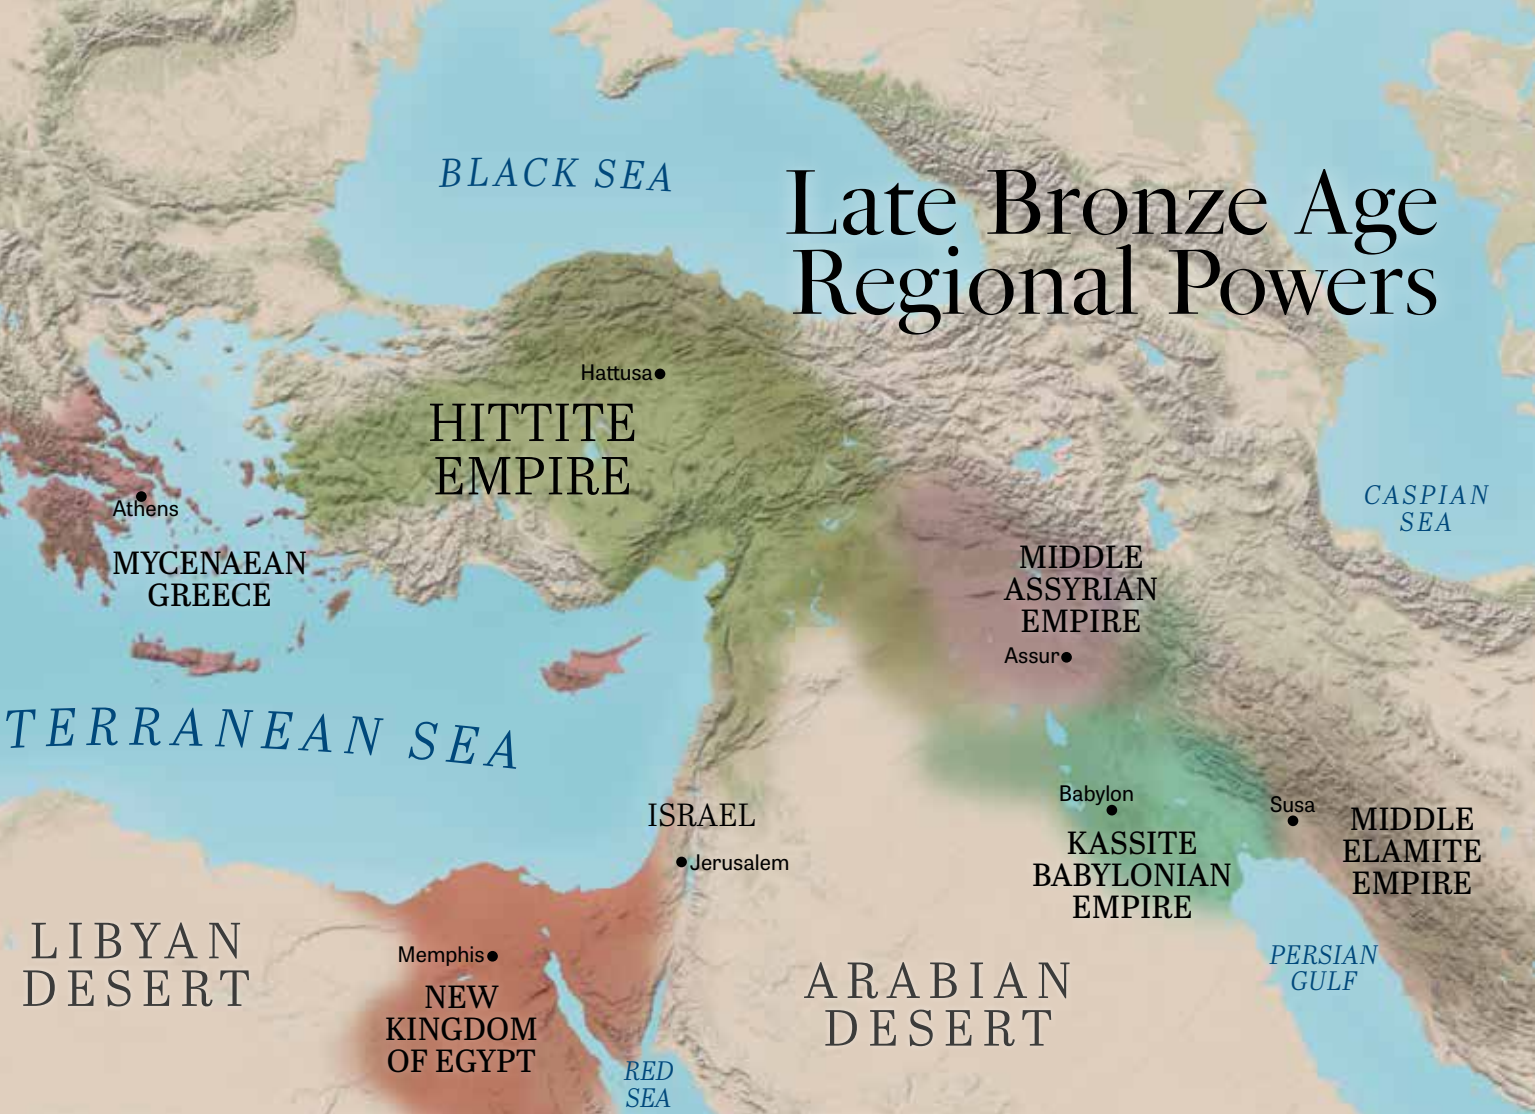 BLACK SEA
Late Bronze Age
Regional Powers
Hattusa
HITTITE
EMPIRE
CASPIAN
SEA
Athens
MYCENAEAN
GREECE
MIDDLE
ASSYRIAN
EMPIRE
Assur
TERRANEAN SEA
Babylon
KASSITE
BABYLONIAN
EMPIRE
Susa
MIDDLE
ELAMITE
EMPIRE
ISRAEL
Jerusalem
LIBYAN
DESERT
Memphis
NEW
KINGDOM
OF EGYPT
ARABIAN
DESERT
PERSIAN
GULF
RED
SEA